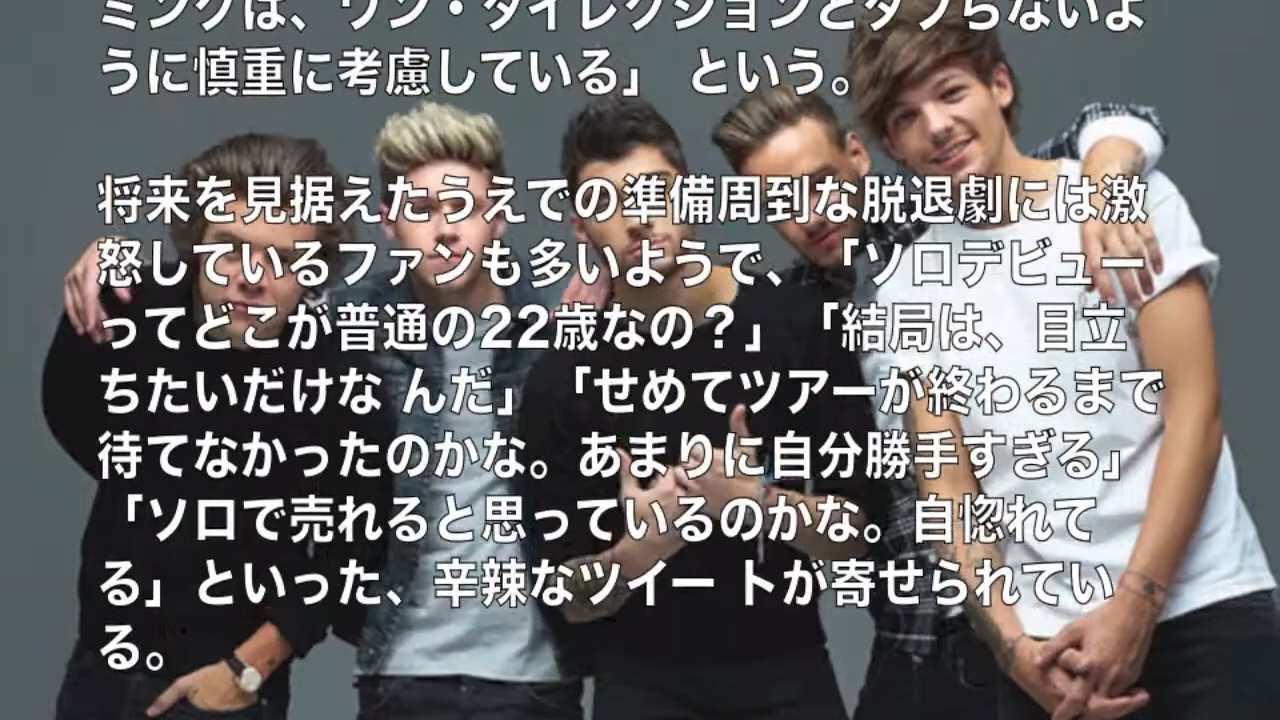 ミングは、ワン・ダイレクションとダブらないよ
うに慎重に考慮している」 という。
将来を見据えたうえでの準備周到な脱退劇には激
怒しているファンも多いようで、「ソロデビュー
ってどこが普通の22歳なの？」「結局は、目立
ちたいだけな んだ」「せめてツアーが終わるまで
待てなかったのかな。あまりに自分勝手すぎる」
「ソロで売れると思っているのかな。自惚れて
る」といった、辛辣なツイー トが寄せられてい
る。